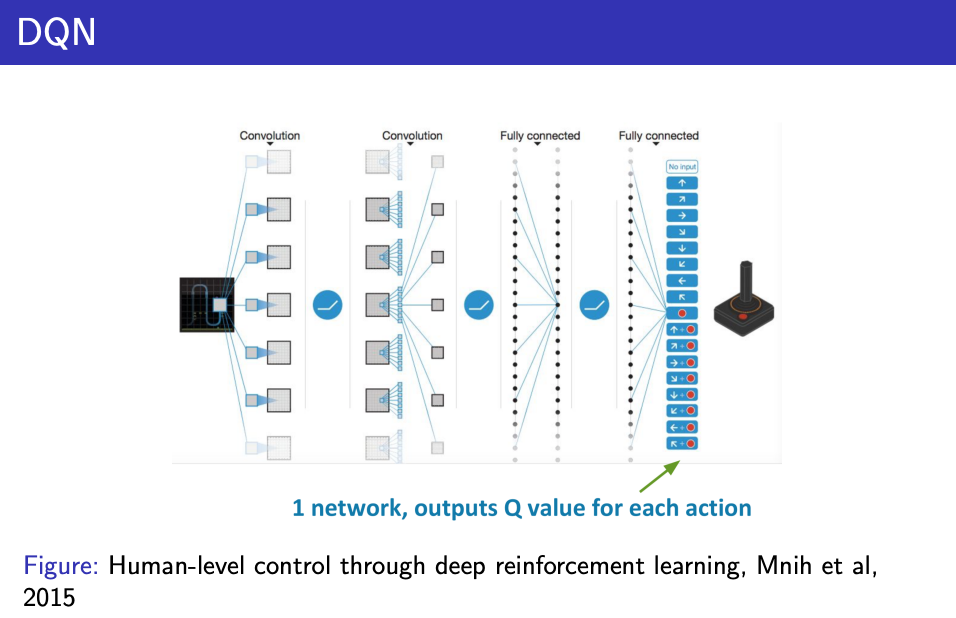 DQN
Convolution
Convolution
Fully connected
Fully connected
No input
1 network, outputs Q value for each action
Figure: Human-level control through deep reinforcement learning, Mnih et al,
2015